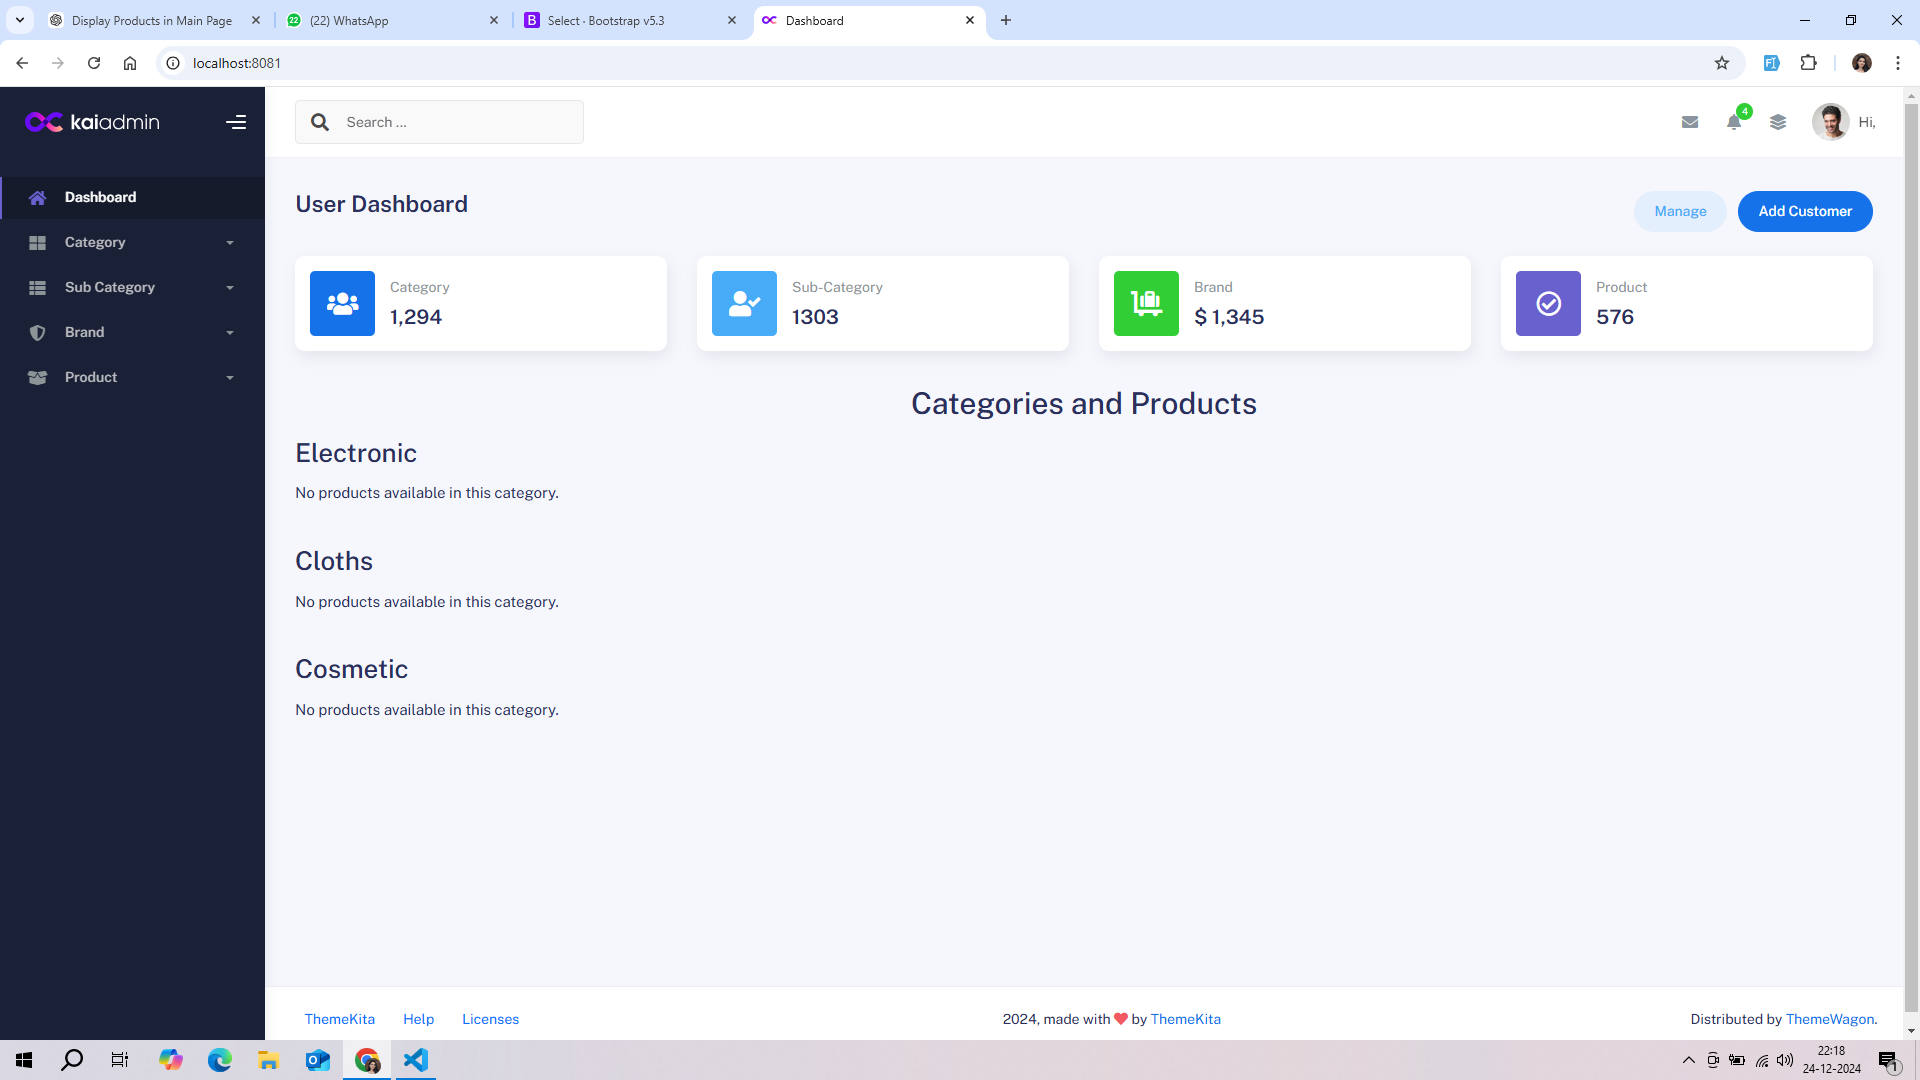 Display Products in Main Page
(22) WhatsApp
Select · Bootstrap v5.3
Dashboard
localhost:8081
kaiadmin
Search ...
4
Hi,
Dashboard
Category
Sub Category
Brand
Product
User Dashboard
Manage
Add Customer
Category
1,294
Sub-Category
1303
Brand
$ 1,345
Product
576
Categories and Products
Electronic
No products available in this category.
Cloths
No products available in this category.
Cosmetic
No products available in this category.
ThemeKita
Help
Licenses
2024, made with by ThemeKita
Distributed by ThemeWagon.
22:18
24-12-2024
1